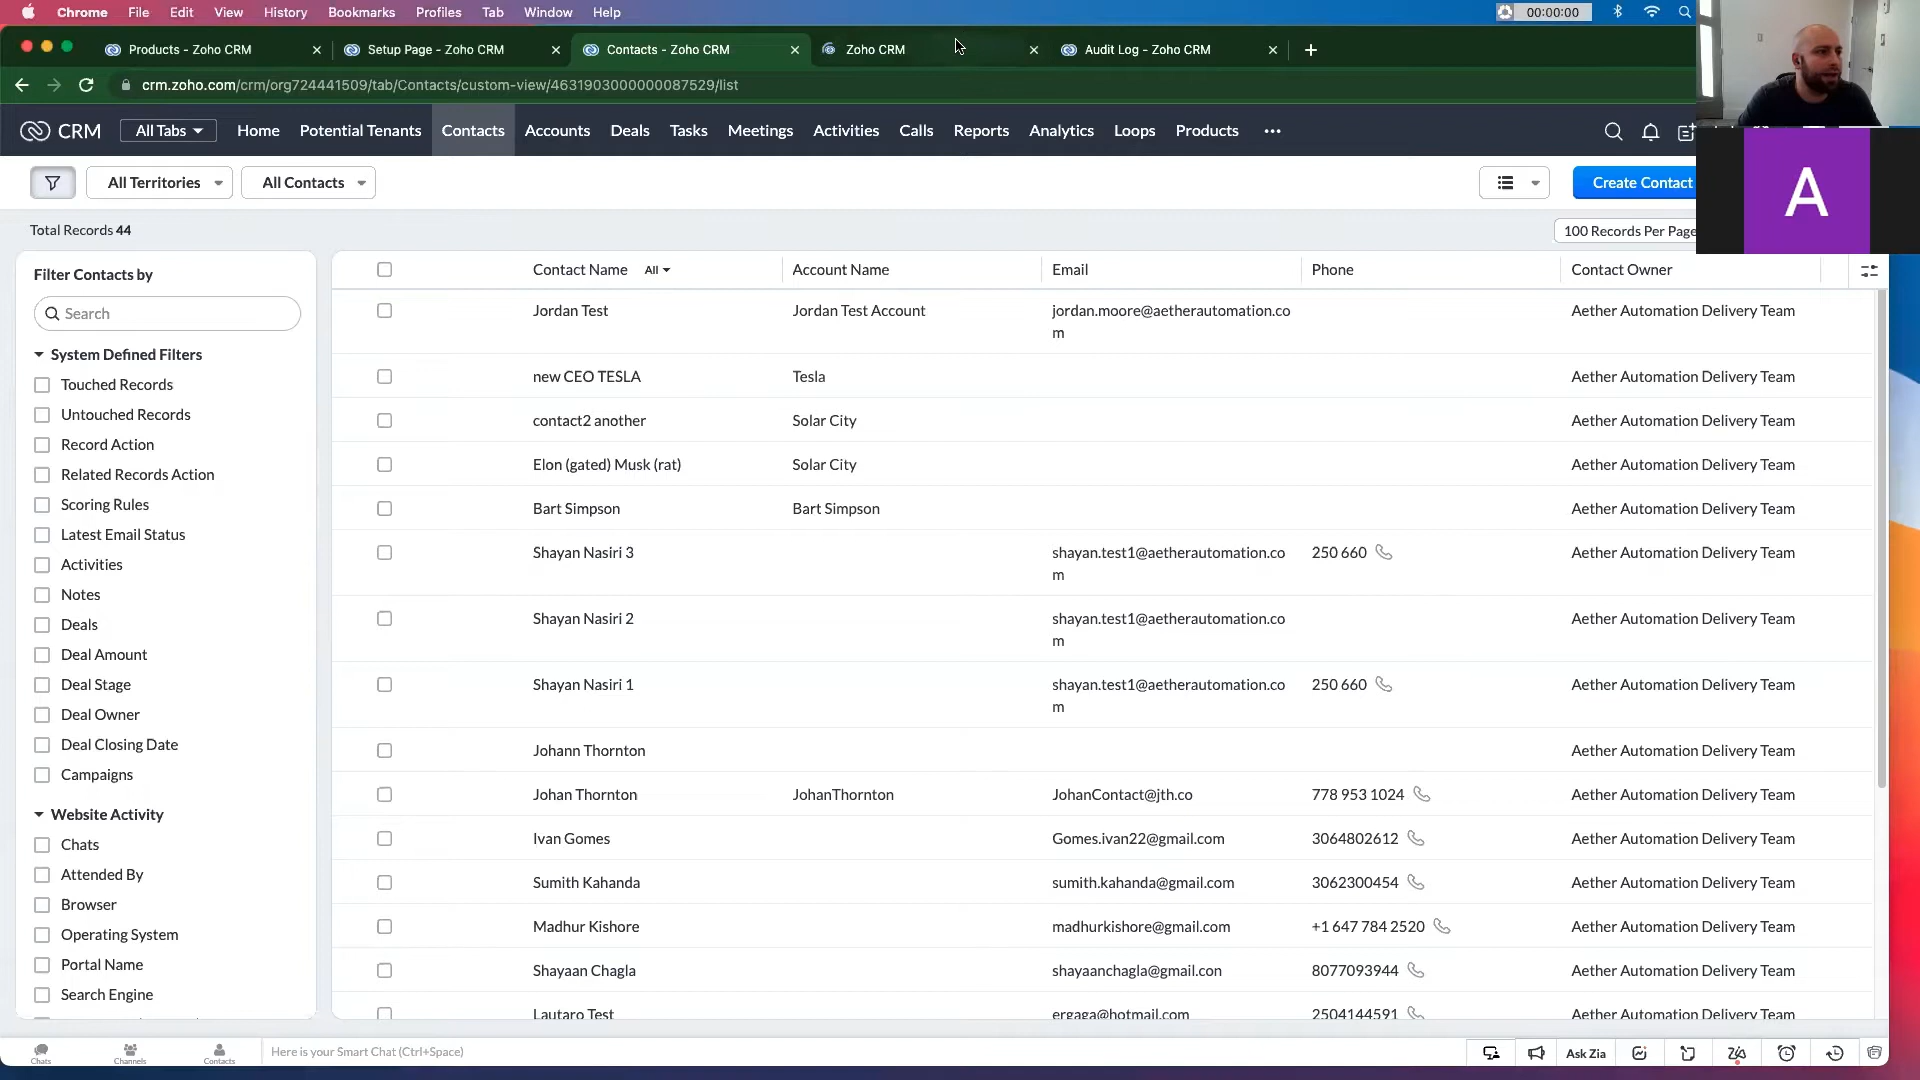 Chrome File Edit View History Bookmarks Profiles Tab Window Help 00:00:00
Products - Zoho CRM Setup Page - Zoho CRM Contacts - Zoho CRM Zoho CRM Audit Log - Zoho CRM
crm.zoho.com/crm/org724441509/tab/Contacts/custom-view/4631903000000087529/list
CRM All Tabs Home Potential Tenants Contacts Accounts Deals Tasks Meetings Activities Calls Reports Analytics Loops Products
All Territories All Contacts Create Contact
A
Total Records 44 100 Records Per Page
Filter Contacts by
Search
System Defined Filters
Touched Records
Untouched Records
Record Action
Related Records Action
Scoring Rules
Latest Email Status
Activities
Notes
Deals
Deal Amount
Deal Stage
Deal Owner
Deal Closing Date
Campaigns
Website Activity
Chats
Attended By
Browser
Operating System
Portal Name
Search Engine
Contact Name All Account Name Email Phone Contact Owner
Jordan Test Jordan Test Account jordan.moore@aetherautomation.co Aether Automation Delivery Team
m
new CEO TESLA Tesla Aether Automation Delivery Team
contact2 another Solar City Aether Automation Delivery Team
Elon (gated) Musk (rat) Solar City Aether Automation Delivery Team
Bart Simpson Bart Simpson Aether Automation Delivery Team
Shayan Nasiri 3 shayan.test1@aetherautomation.co 250 660 Aether Automation Delivery Team
m
Shayan Nasiri 2 shayan.test1@aetherautomation.co Aether Automation Delivery Team
m
Shayan Nasiri 1 shayan.test1@aetherautomation.co 250 660 Aether Automation Delivery Team
m
Johann Thornton Aether Automation Delivery Team
Johan Thornton JohanThornton JohanContact@jth.co 778 953 1024 Aether Automation Delivery Team
Ivan Gomes Gomes.ivan22@gmail.com 3064802612 Aether Automation Delivery Team
Sumith Kahanda sumith.kahanda@gmail.com 3062300454 Aether Automation Delivery Team
Madhur Kishore madhurkishore@gmail.com +1 647 784 2520 Aether Automation Delivery Team
Shayaan Chagla shayaanchagla@gmail.con 8077093944 Aether Automation Delivery Team
Lautaro Test ergaga@hotmail.com 2504144591 Aether Automation Delivery Team
Chats Channels Contacts Here is your Smart Chat (Ctrl+Space) Ask Zia